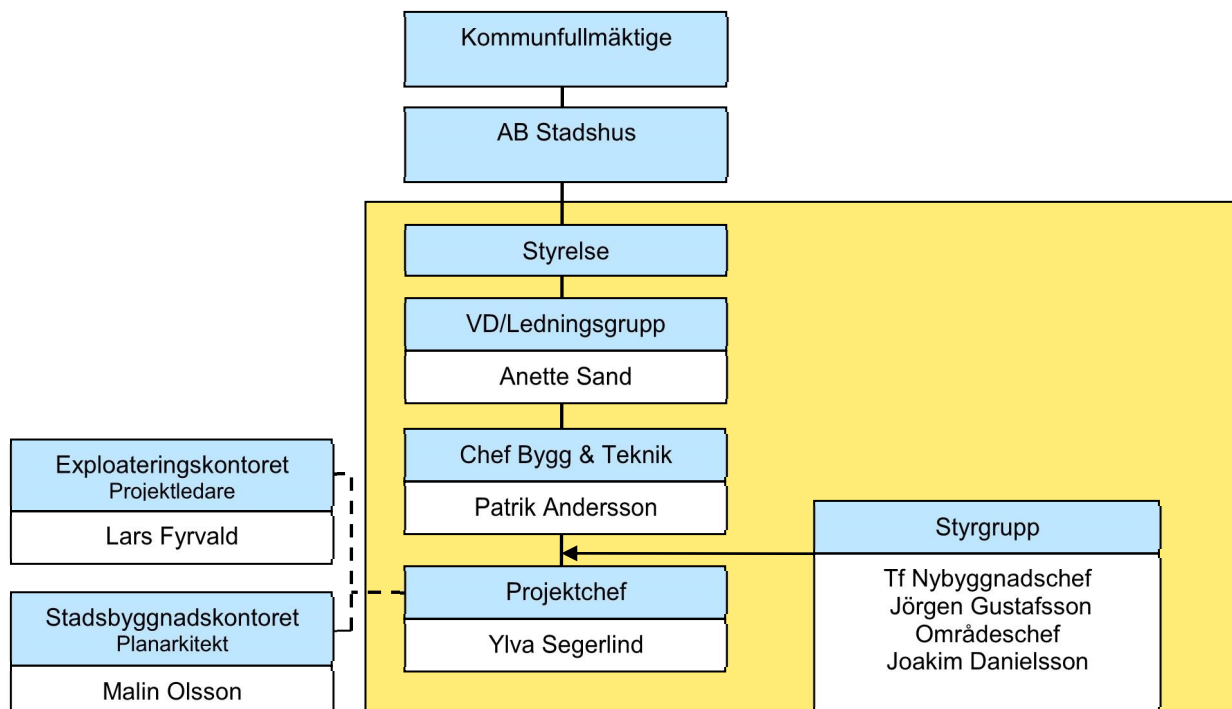 Kommunfullmäktige
AB Stadshus
Styrelse
VD/Ledningsgrupp
Anette Sand
Chef Bygg & Teknik
Patrik Andersson
Exploateringskontoret
Projektledare
Lars Fyrvald
Styrgrupp
Tf Nybyggnadschef
Jörgen Gustafsson
Områdeschef
Joakim Danielsson
Projektchef
Ylva Segerlind
Stadsbyggnadskontoret
Planarkitekt
Malin Olsson